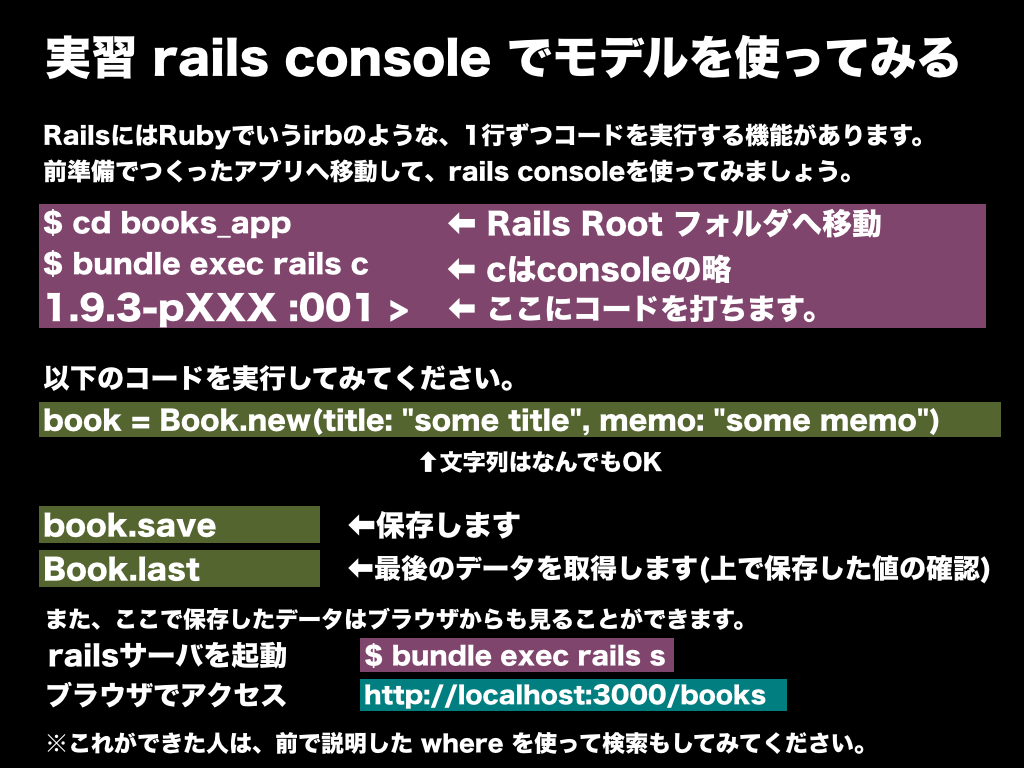 実習 rails console でモデルを使ってみる
RailsにはRubyでいうirbのような、1行ずつコードを実行する機能があります。
前準備でつくったアプリへ移動して、rails consoleを使ってみましょう。
$ cd books_app ← Rails Root フォルダへ移動
$ bundle exec rails c ← cはconsoleの略
1.9.3-pXXX :001 > ← ここにコードを打ちます。
以下のコードを実行してみてください。
book = Book.new(title: "some title", memo: "some memo")
↑文字列はなんでもOK
book.save ←保存します
Book.last ←最後のデータを取得します(上で保存した値の確認)
また、ここで保存したデータはブラウザからも見ることができます。
railsサーバを起動 $ bundle exec rails s
ブラウザでアクセス http://localhost:3000/books
※これができた人は、前で説明した where を使って検索もしてみてください。